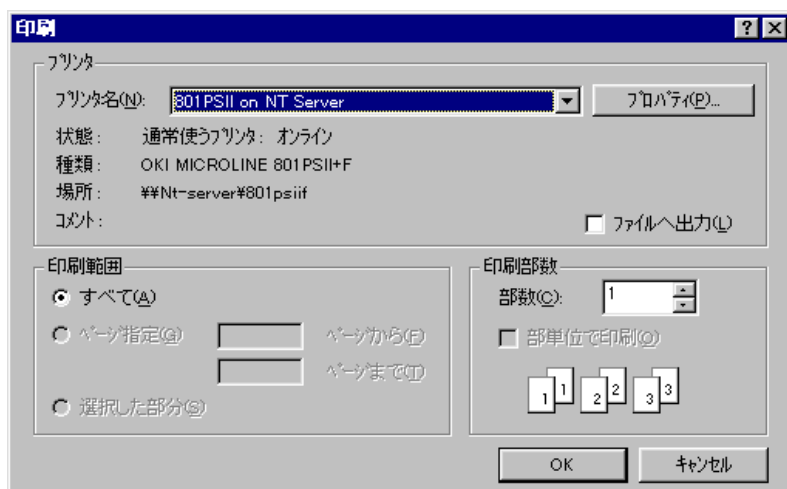 印刷
プリンタ
プリンタ名(N): 801PSII on NT Server プロパティ(P)...
状態: 通常使うプリンタ: オンライン
種類: OKI MICROLINE 801PSII+F
場所: ¥¥Nt-server¥801psiif
コメント:
ファイルへ出力(L)
印刷範囲
すべて(A)
ページ指定(G) ページから(F)
ページまで(T)
選択した部分(S)
印刷部数
部数(C): 1
部単位で印刷(O)
1 1 2 2 3 3
OK キャンセル